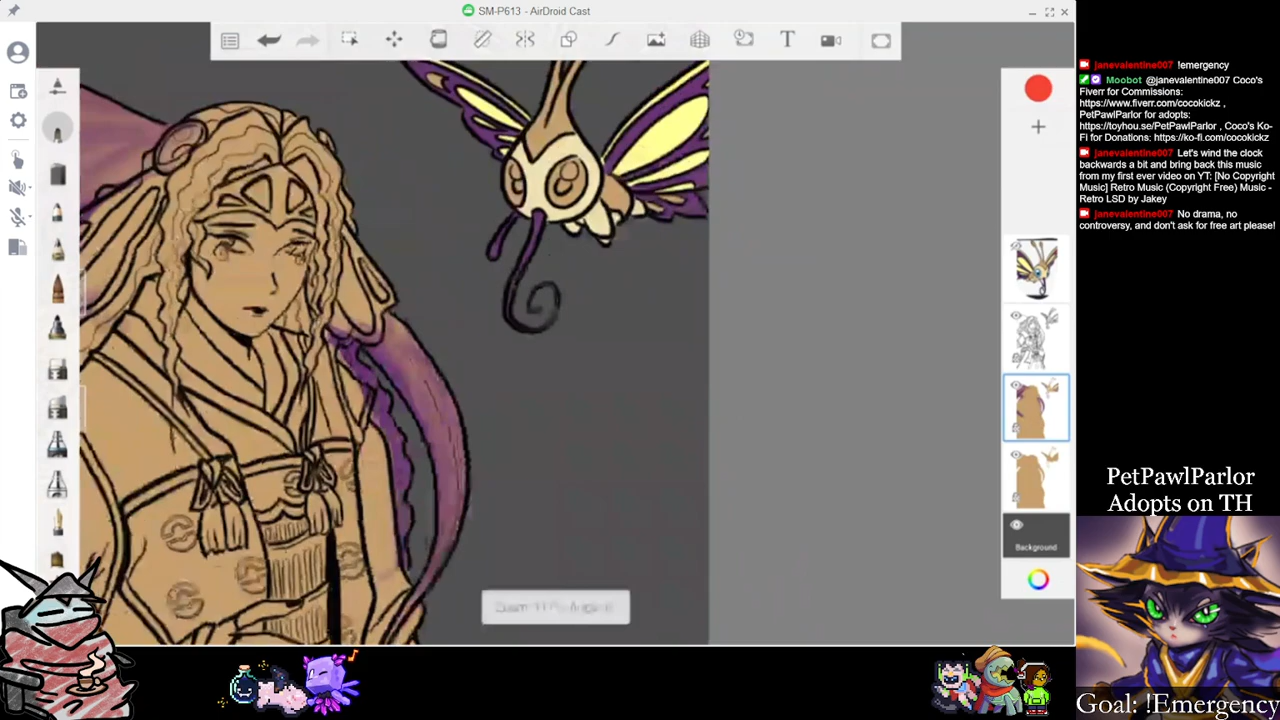 SM-P613 - AirDroid Cast
janevalentine007 !emergency
Moobot @janevalentine007 Coco's
Fiverr for Commissions:
https://www.fiverr.com/cocokickz ,
PetPawlParlor for adopts:
https://toyhou.se/PetPawlParlor , Coco's Ko-
Fi for Donations: https://ko-fi.com/cocokickz
janevalentine007 Let's wind the clock
backwards a bit and bring back this music
from my first ever video on YT: [No Copyright
Music] Retro Music (Copyright Free) Music -
Retro LSD by Jakey
janevalentine007 No drama, no
controversy, and don't ask for free art please!
T
Background
PetPawlParlor
Adopts on TH
Goal: !Emergency